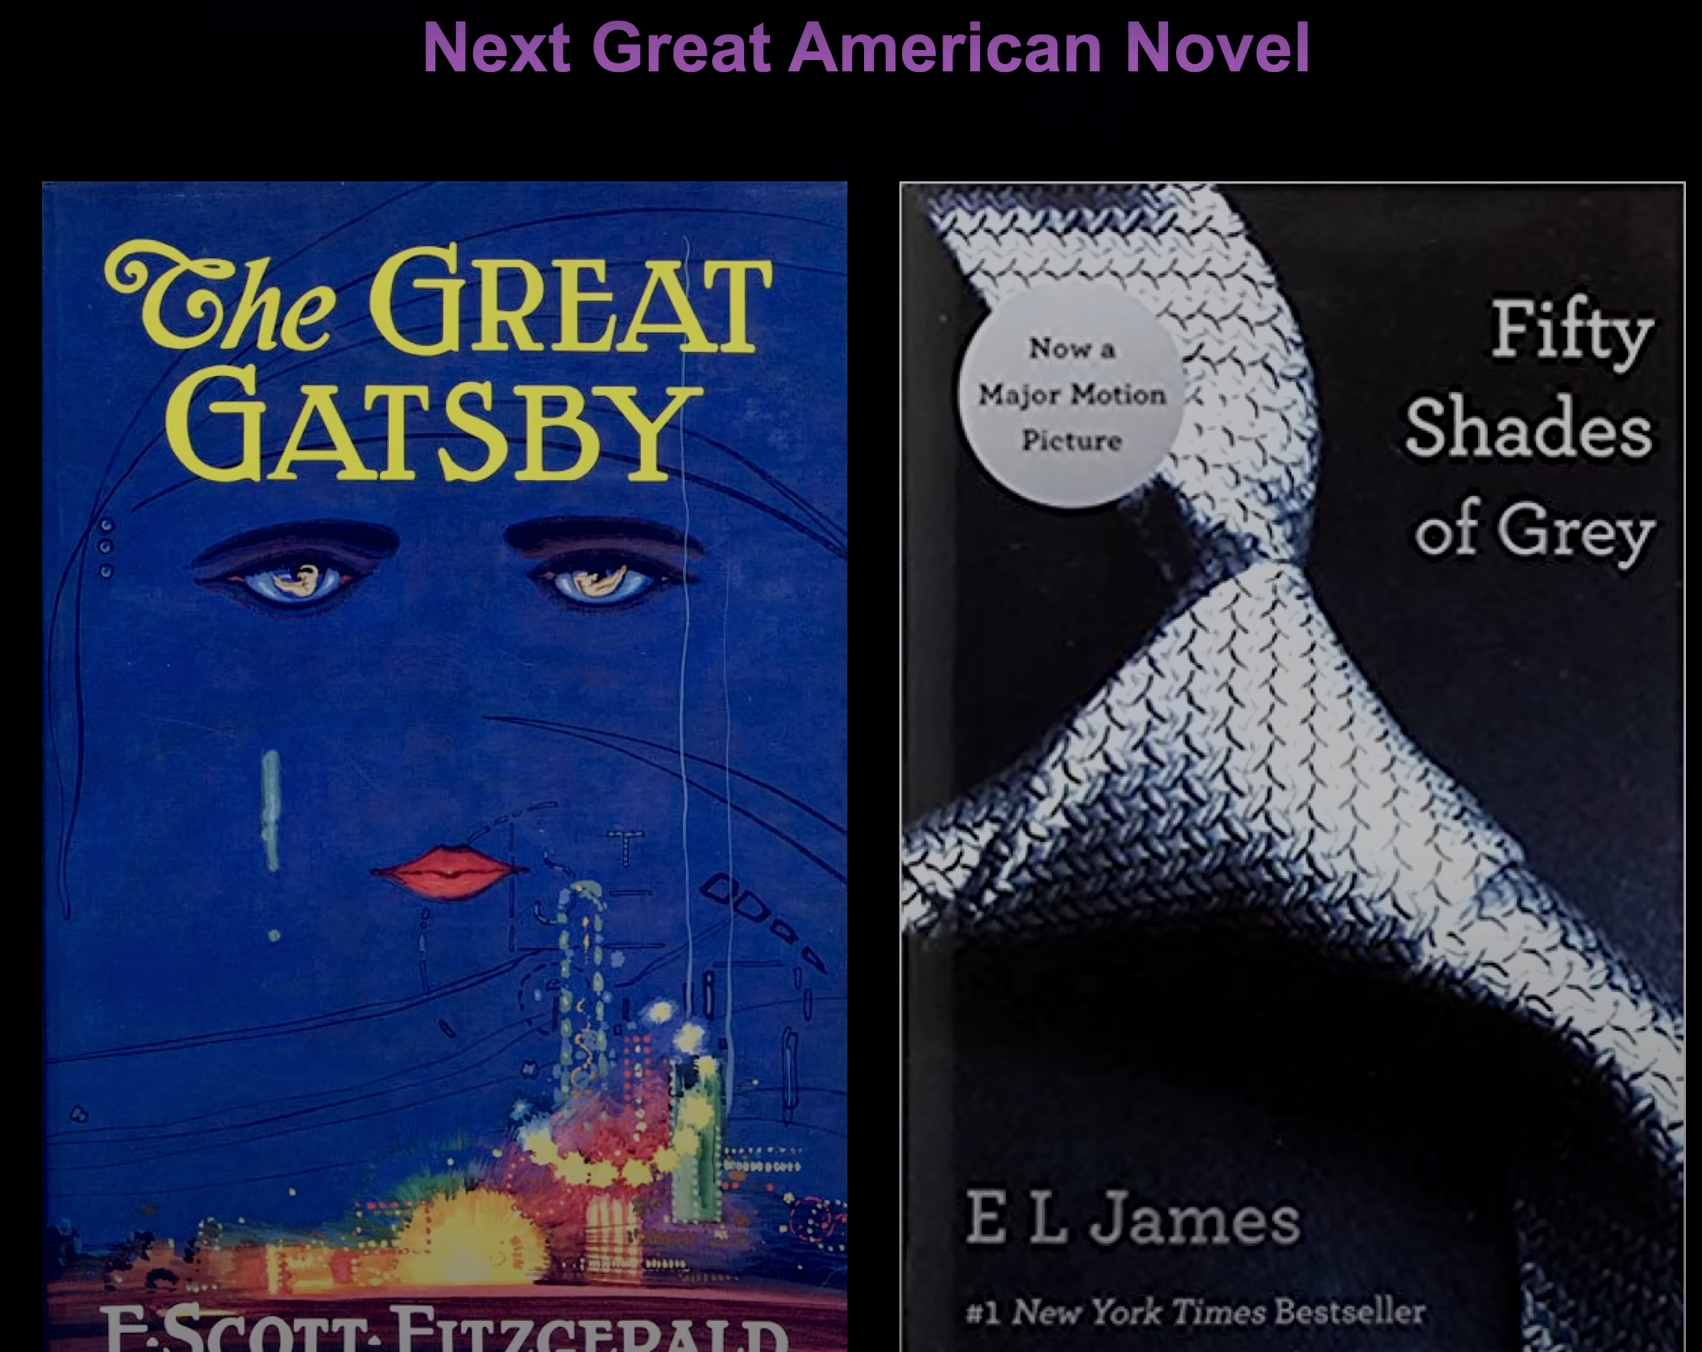 Next Great American Novel
The GREAT
GATSBY
F·SCOTT·FITZGERALD
Now a
Major Motion
Picture
Fifty
Shades
of Grey
E L James
#1 New York Times Bestseller